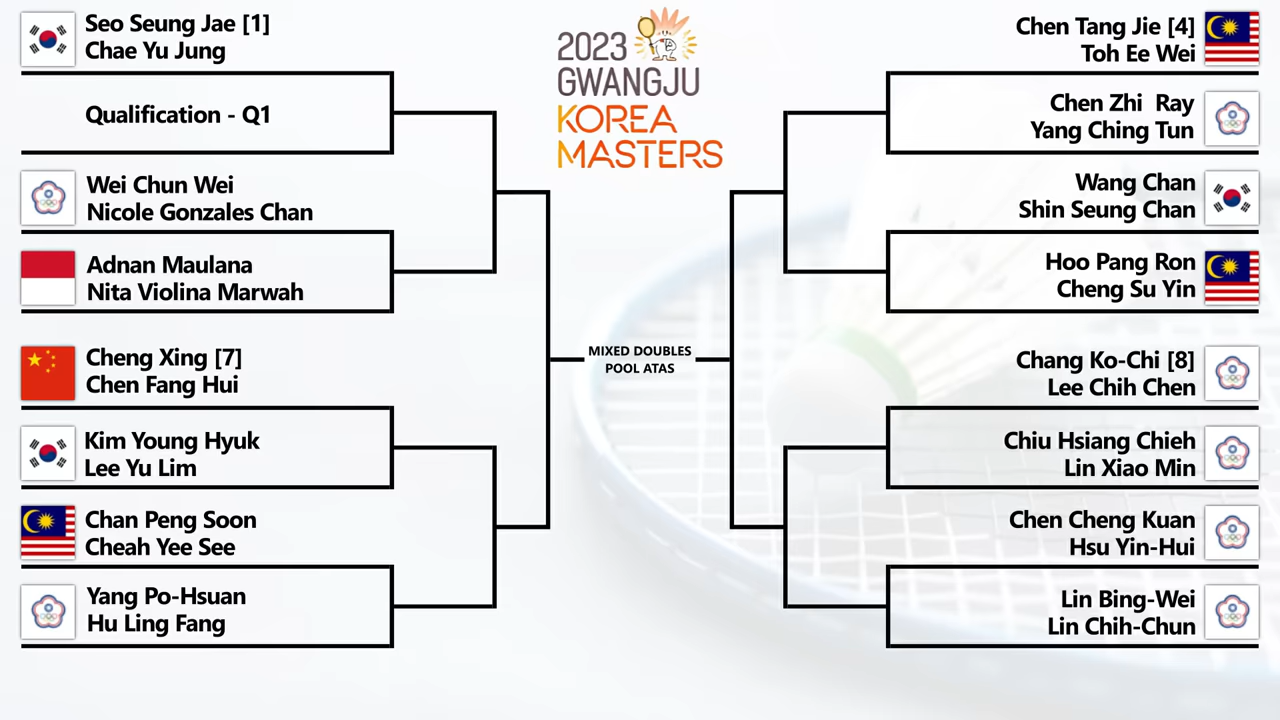 Seo Seung Jae [1]
Chae Yu Jung
Qualification - Q1
Wei Chun Wei
Nicole Gonzales Chan
Adnan Maulana
Nita Violina Marwah
Cheng Xing [7]
Chen Fang Hui
Kim Young Hyuk
Lee Yu Lim
Chan Peng Soon
Cheah Yee See
Yang Po-Hsuan
Hu Ling Fang
2023
GWANGJU
KOREA
MASTERS
MIXED DOUBLES
POOL ATAS
Chen Tang Jie [4]
Toh Ee Wei
Chen Zhi Ray
Yang Ching Tun
Wang Chan
Shin Seung Chan
Hoo Pang Ron
Cheng Su Yin
Chang Ko-Chi [8]
Lee Chih Chen
Chiu Hsiang Chieh
Lin Xiao Min
Chen Cheng Kuan
Hsu Yin-Hui
Lin Bing-Wei
Lin Chih-Chun